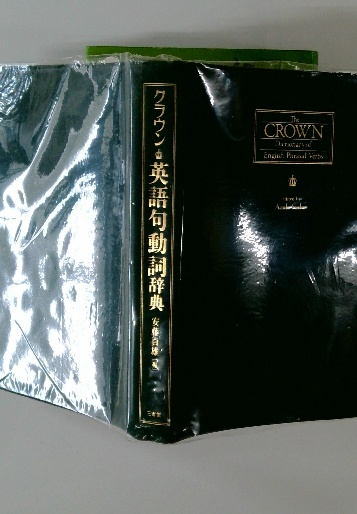 クラウン
英語句動詞辞典
安藤貞雄
三省堂
The
CROWN
Dictionary of
English Phrasal Verbs